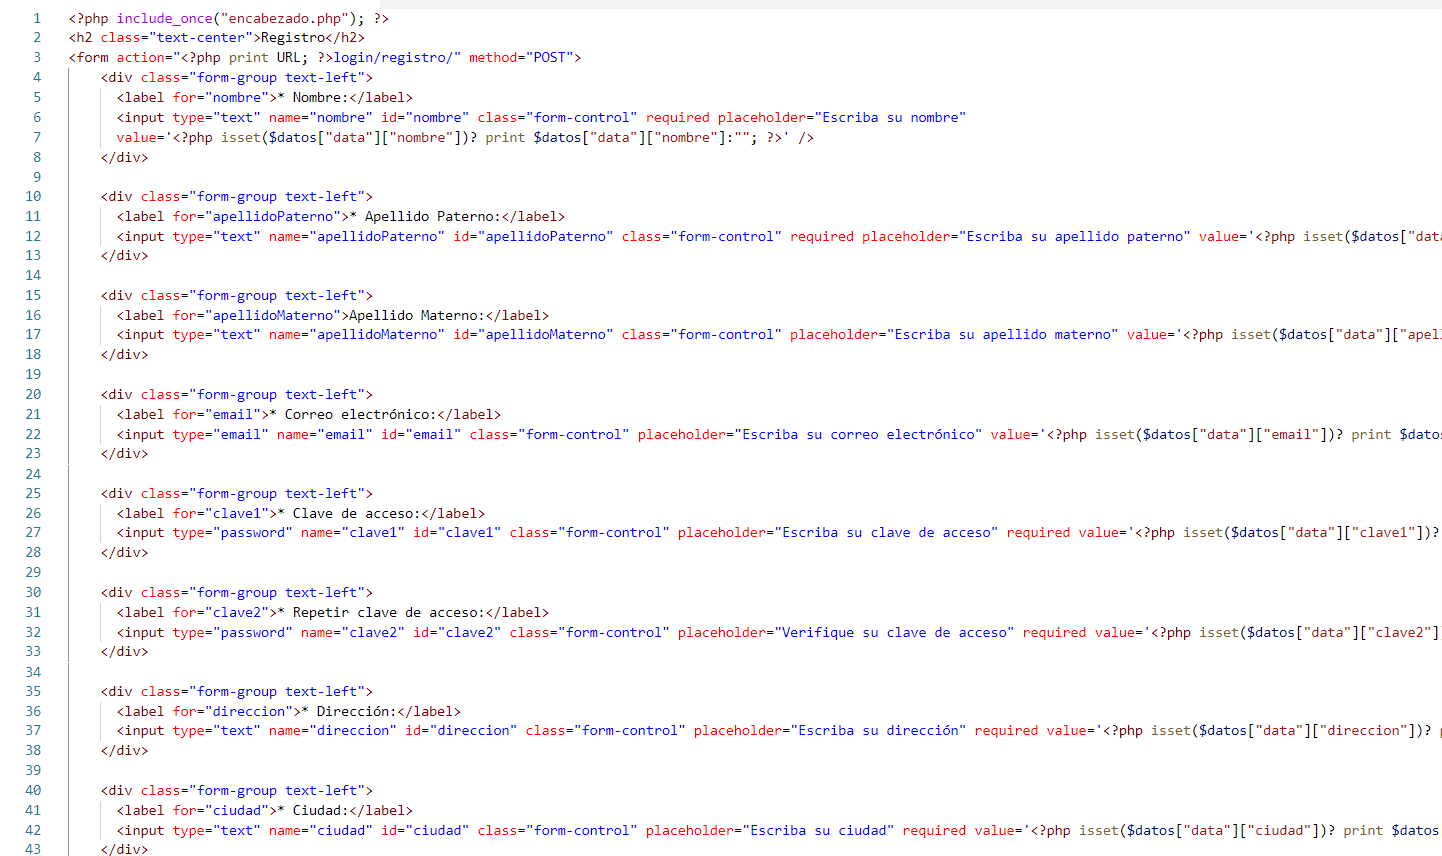 1 <?php include_once("encabezado.php"); ?>
2 <h2 class="text-center">Registro</h2>
3 <form action="<?php print URL; ?>login/registro/" method="POST">
4 <div class="form-group text-left">
5 <label for="nombre">* Nombre:</label>
6 <input type="text" name="nombre" id="nombre" class="form-control" required placeholder="Escriba su nombre"
7 value='<?php isset($datos["data"]["nombre"])? print $datos["data"]["nombre"]:""; ?>' />
8 </div>
9
10 <div class="form-group text-left">
11 <label for="apellidoPaterno">* Apellido Paterno:</label>
12 <input type="text" name="apellidoPaterno" id="apellidoPaterno" class="form-control" required placeholder="Escriba su apellido paterno" value='<?php isset($datos["data
13 </div>
14
15 <div class="form-group text-left">
16 <label for="apellidoMaterno">Apellido Materno:</label>
17 <input type="text" name="apellidoMaterno" id="apellidoMaterno" class="form-control" placeholder="Escriba su apellido materno" value='<?php isset($datos["data"]["apell
18 </div>
19
20 <div class="form-group text-left">
21 <label for="email">* Correo electrónico:</label>
22 <input type="email" name="email" id="email" class="form-control" placeholder="Escriba su correo electrónico" value='<?php isset($datos["data"]["email"])? print $datos
23 </div>
24
25 <div class="form-group text-left">
26 <label for="clave1">* Clave de acceso:</label>
27 <input type="password" name="clave1" id="clave1" class="form-control" placeholder="Escriba su clave de acceso" required value='<?php isset($datos["data"]["clave1"])?
28 </div>
29
30 <div class="form-group text-left">
31 <label for="clave2">* Repetir clave de acceso:</label>
32 <input type="password" name="clave2" id="clave2" class="form-control" placeholder="Verifique su clave de acceso" required value='<?php isset($datos["data"]["clave2"]
33 </div>
34
35 <div class="form-group text-left">
36 <label for="direccion">* Dirección:</label>
37 <input type="text" name="direccion" id="direccion" class="form-control" placeholder="Escriba su dirección" required value='<?php isset($datos["data"]["direccion"])?
38 </div>
39
40 <div class="form-group text-left">
41 <label for="ciudad">* Ciudad:</label>
42 <input type="text" name="ciudad" id="ciudad" class="form-control" placeholder="Escriba su ciudad" required value='<?php isset($datos["data"]["ciudad"])? print $datos
43 </div>